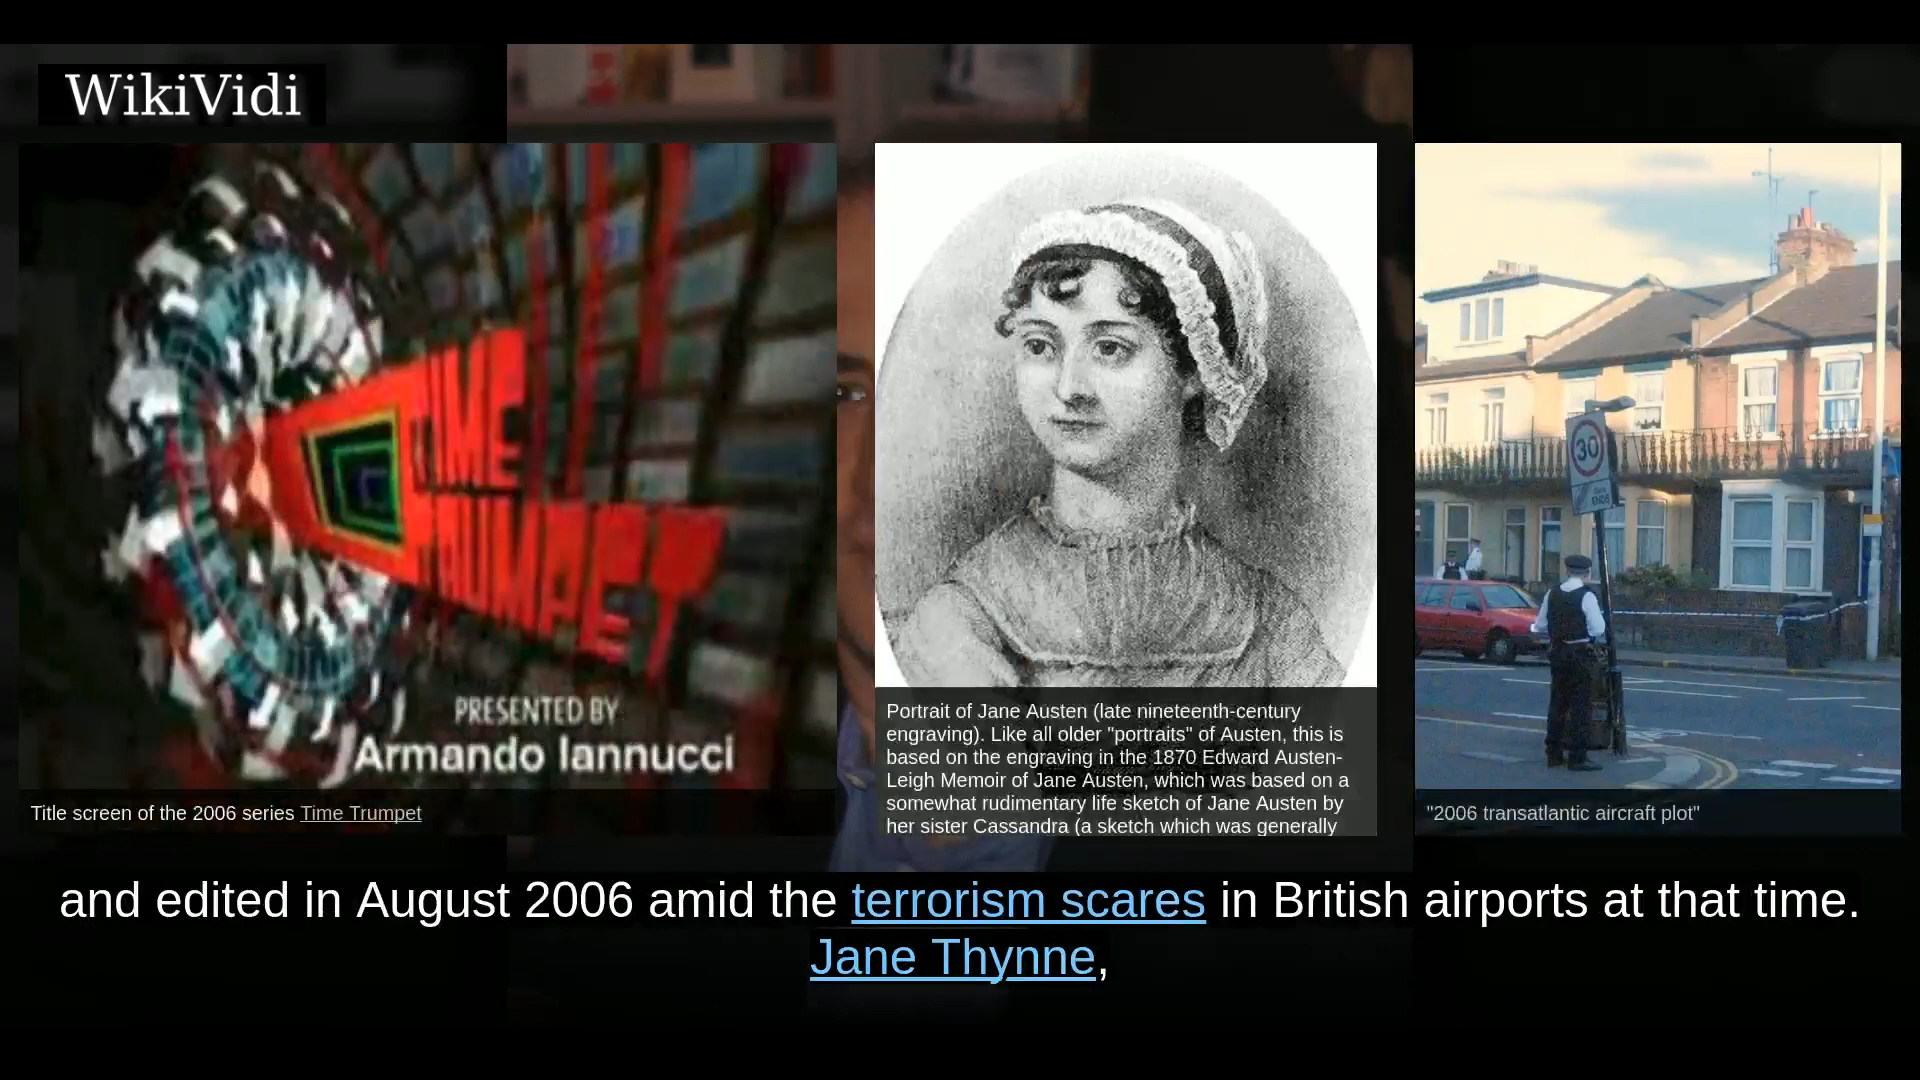 WikiVidi
TIME
TRUMPET
PRESENTED BY
Armando Iannucci
Title screen of the 2006 series Time Trumpet
Portrait of Jane Austen (late nineteenth-century
engraving). Like all older "portraits" of Austen, this is
based on the engraving in the 1870 Edward Austen-
Leigh Memoir of Jane Austen, which was based on a
somewhat rudimentary life sketch of Jane Austen by
her sister Cassandra (a sketch which was generally
30
ENDS
"2006 transatlantic aircraft plot"
and edited in August 2006 amid the terrorism scares in British airports at that time.
Jane Thynne,